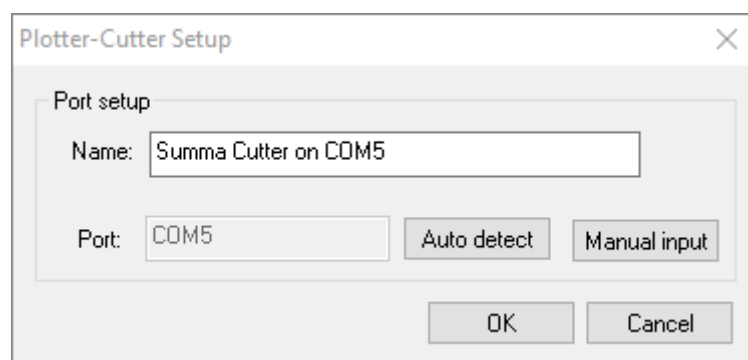 Plotter-Cutter Setup
Port setup
Name: Summa Cutter on COM5
Port: COM5 Auto detect Manual input
OK Cancel